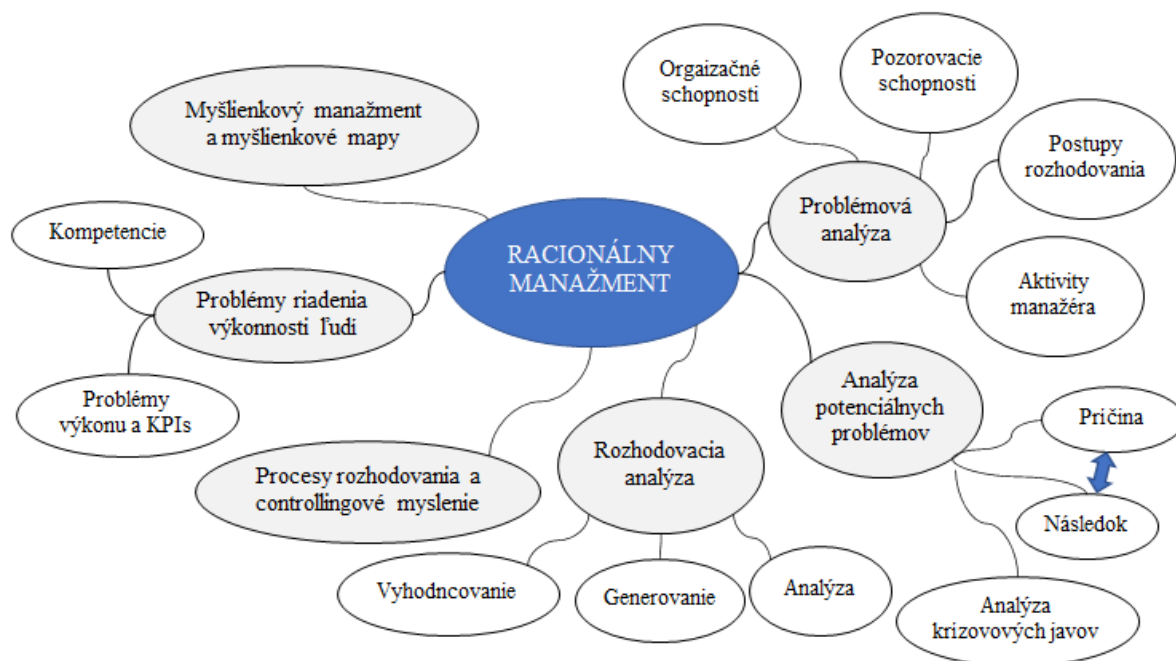 Myšlienkový manažment
a myšlienkové mapy
Orgaizačné
schopnosti
Pozorovacie
schopnosti
Postupy
rozhodovania
Problémová
analýza
Aktivity
manažéra
RACIONÁLNY
MANAŽMENT
Kompetencie
Problémy riadenia
výkonnosti ľudí
Problémy
výkonu a KPIs
Procesy rozhodovania a
controllingové myslenie
Rozhodovacia
analýza
Vyhodncovanie
Generovanie
Analýza
Analýza
potenciálnych
problémov
Príčina
Následok
Analýza
krizovových javov